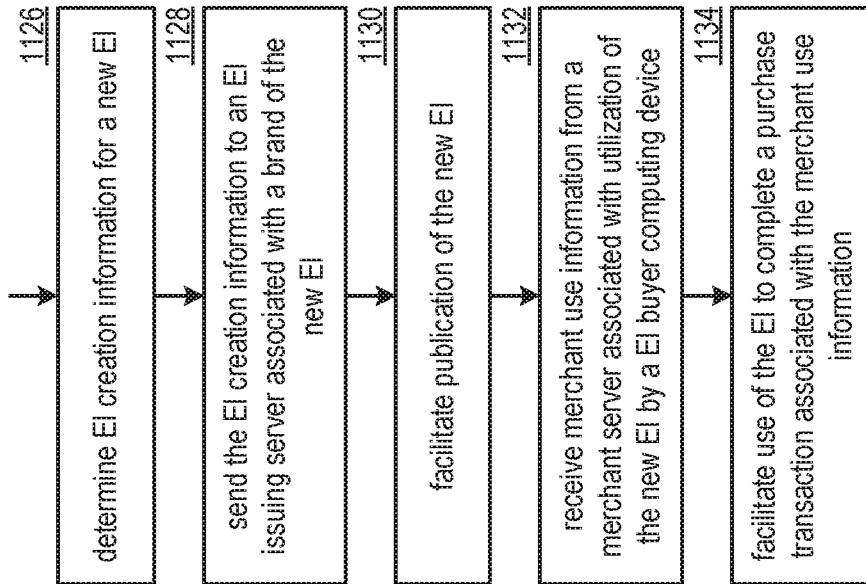 1126
determine EI creation information for a new EI
1128
send the EI creation information to an EI
issuing server associated with a brand of the
new EI
1130
facilitate publication of the new EI
1132
receive merchant use information from a
merchant server associated with utilization of
the new EI by a EI buyer computing device
1134
facilitate use of the EI to complete a purchase
transaction associated with the merchant use
information